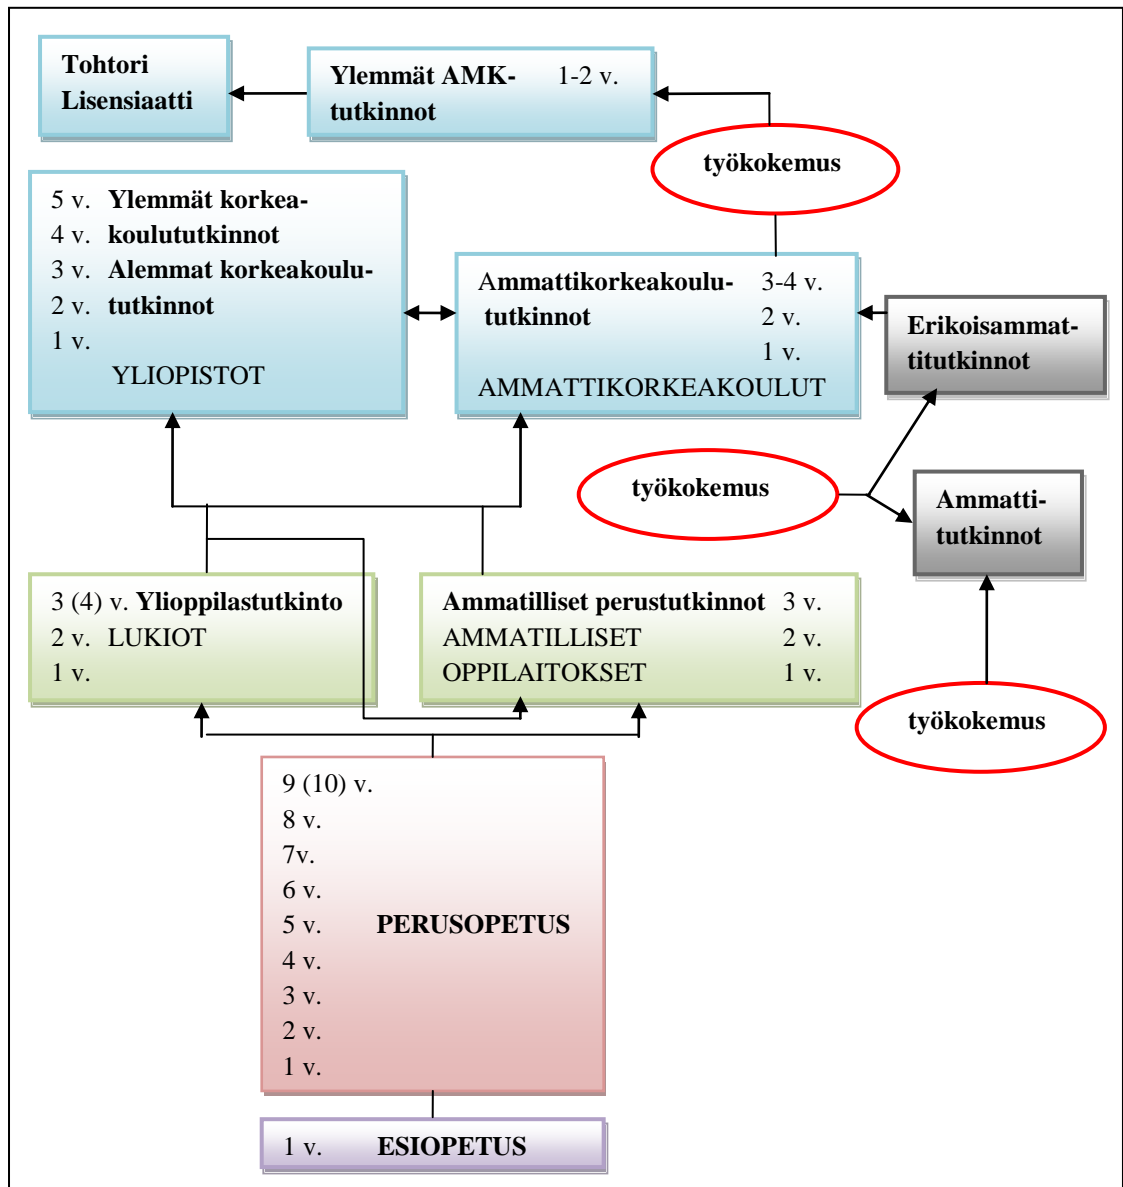 Tohtori
Lisensiaatti
Ylemmät AMK- 1-2 v.
tutkinnot
työkokemus
5 v. Ylemmät korkea-
4 v. koulututkinnot
3 v. Alemmat korkeakoulu-
2 v. tutkinnot
1 v.
YLIOPISTOT
Ammattikorkeakoulu- 3-4 v.
tutkinnot 2 v.
1 v.
AMMATTIKORKEAKOULUT
Erikoisammat-
titutkinnot
työkokemus
Ammatti-
tutkinnot
3 (4) v. Ylioppilastutkinto
2 v. LUKIOT
1 v.
Ammatilliset perustutkinnot 3 v.
AMMATILLISET 2 v.
OPPILAITOKSET 1 v.
työkokemus
9 (10) v.
8 v.
7v.
6 v.
5 v. PERUSOPETUS
4 v.
3 v.
2 v.
1 v.
1 v. ESIOPETUS